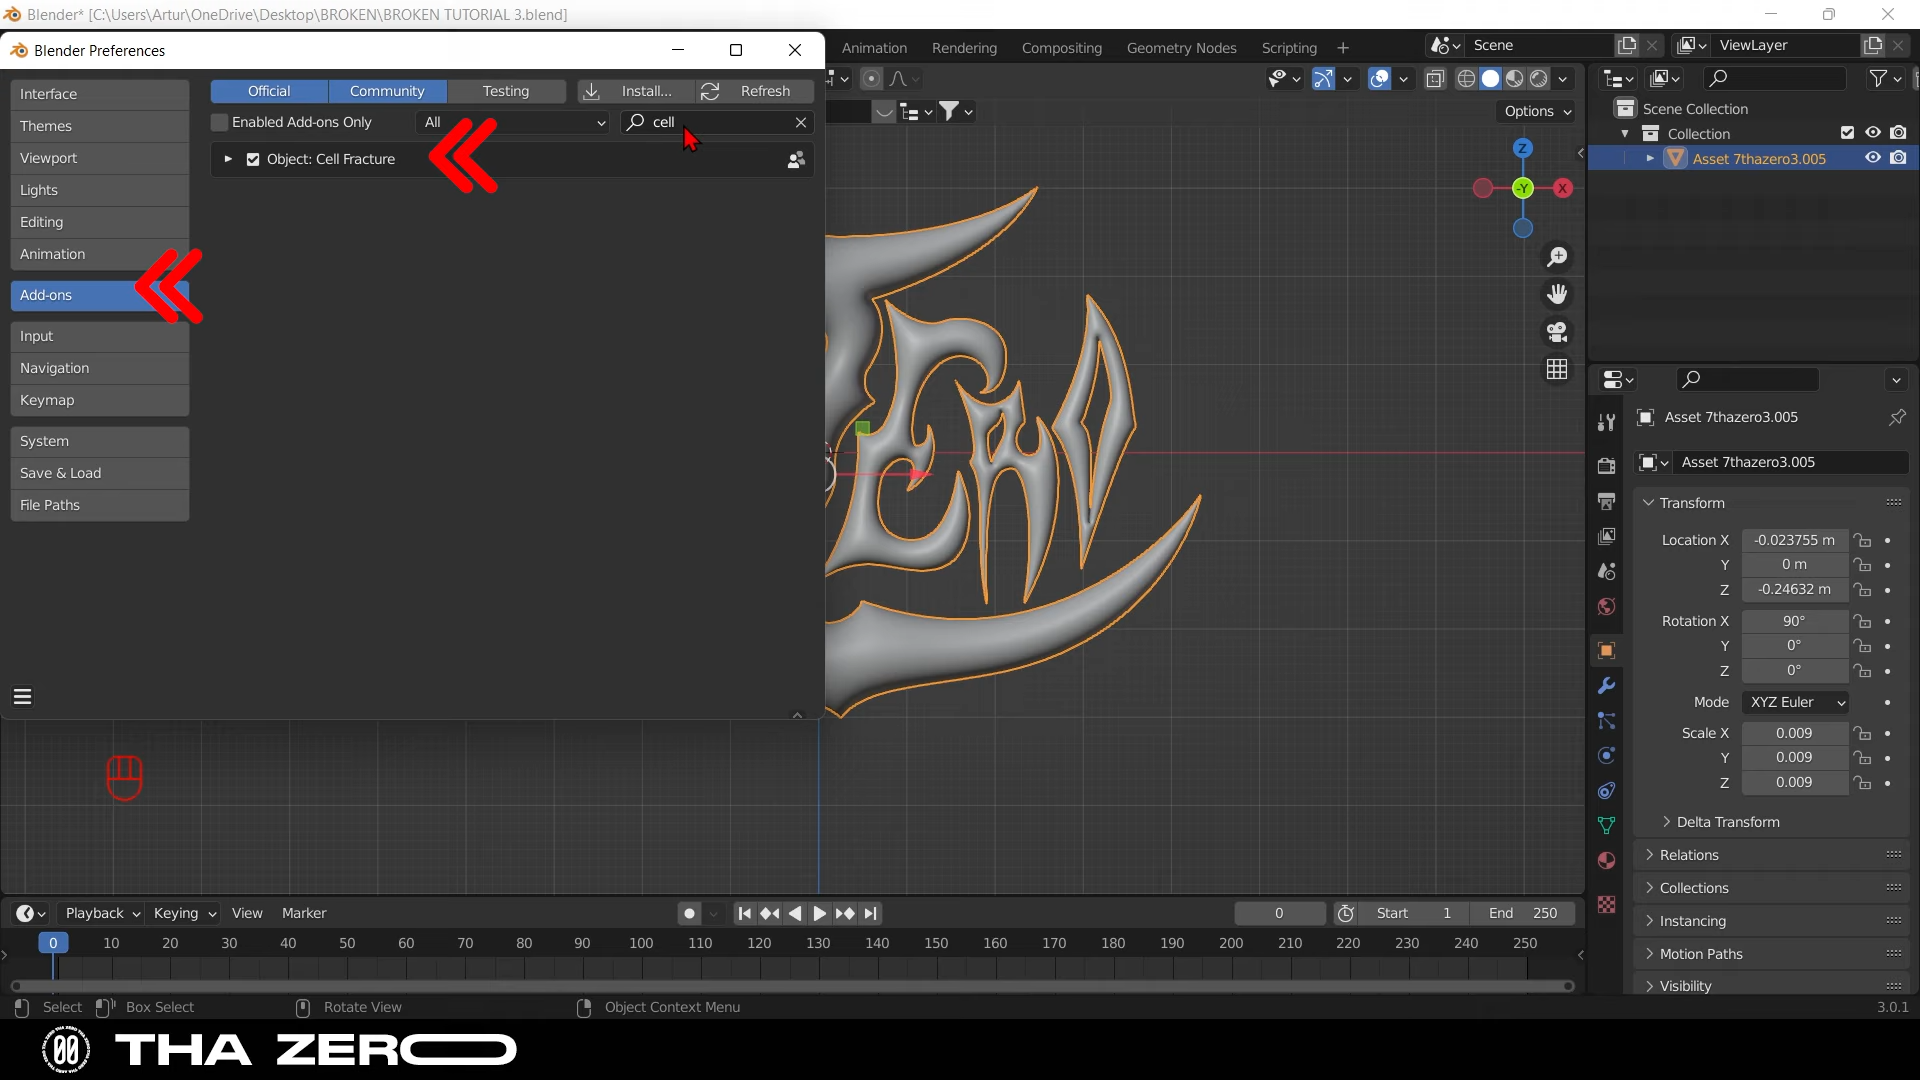 Blender* [C:\Users\Artur\OneDrive\Desktop\BROKEN\BROKEN TUTORIAL 3.blend]
Blender Preferences
Animation
Rendering
Compositing
Geometry Nodes
Scripting
Scene
ViewLayer
Interface
Themes
Viewport
Lights
Editing
Animation
Add-ons
Input
Navigation
Keymap
System
Save & Load
File Paths
Official
Community
Testing
Install...
Refresh
Enabled Add-ons Only
All
cell
Object: Cell Fracture
Options
Z
-Y
X
Scene Collection
Collection
Asset 7thazero3.005
Asset 7thazero3.005
Asset 7thazero3.005
Transform
Location X -0.023755 m
Y 0 m
Z -0.24632 m
Rotation X 90°
Y 0°
Z 0°
Mode XYZ Euler
Scale X 0.009
Y 0.009
Z 0.009
Delta Transform
Relations
Collections
Instancing
Motion Paths
Visibility
Playback
Keying
View
Marker
0
Start 1
End 250
0 10 20 30 40 50 60 70 80 90 100 110 120 130 140 150 160 170 180 190 200 210 220 230 240 250
Select
Box Select
Rotate View
Object Context Menu
3.0.1
THA ZERO